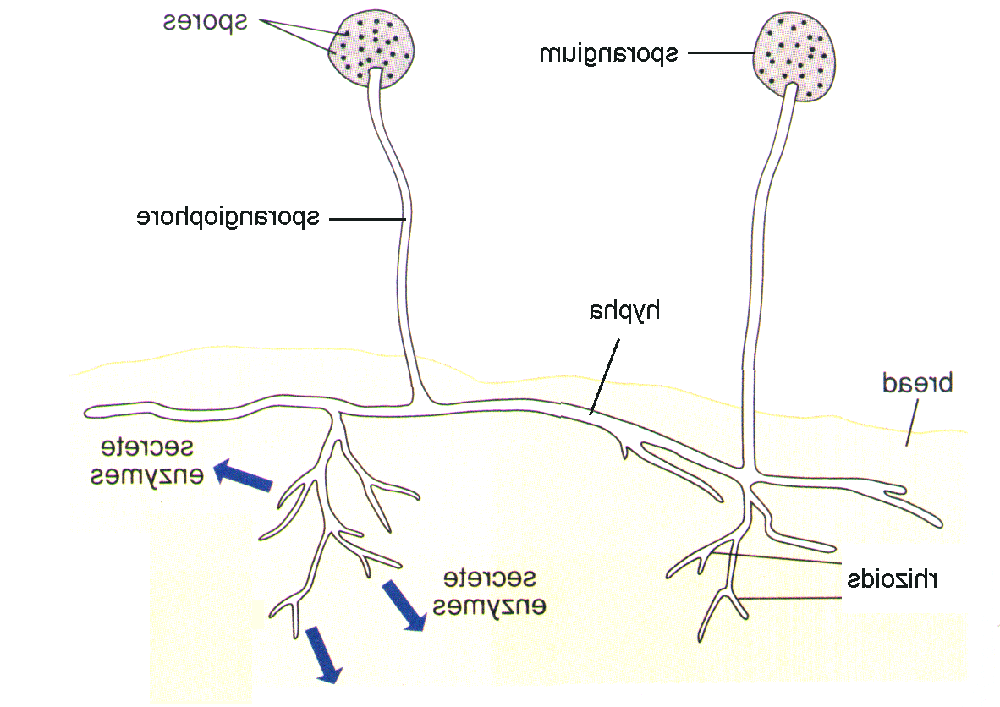 spores
sporangium
sporangiophore
hypha
bread
secrete
enzymes
secrete
enzymes
rhizoids